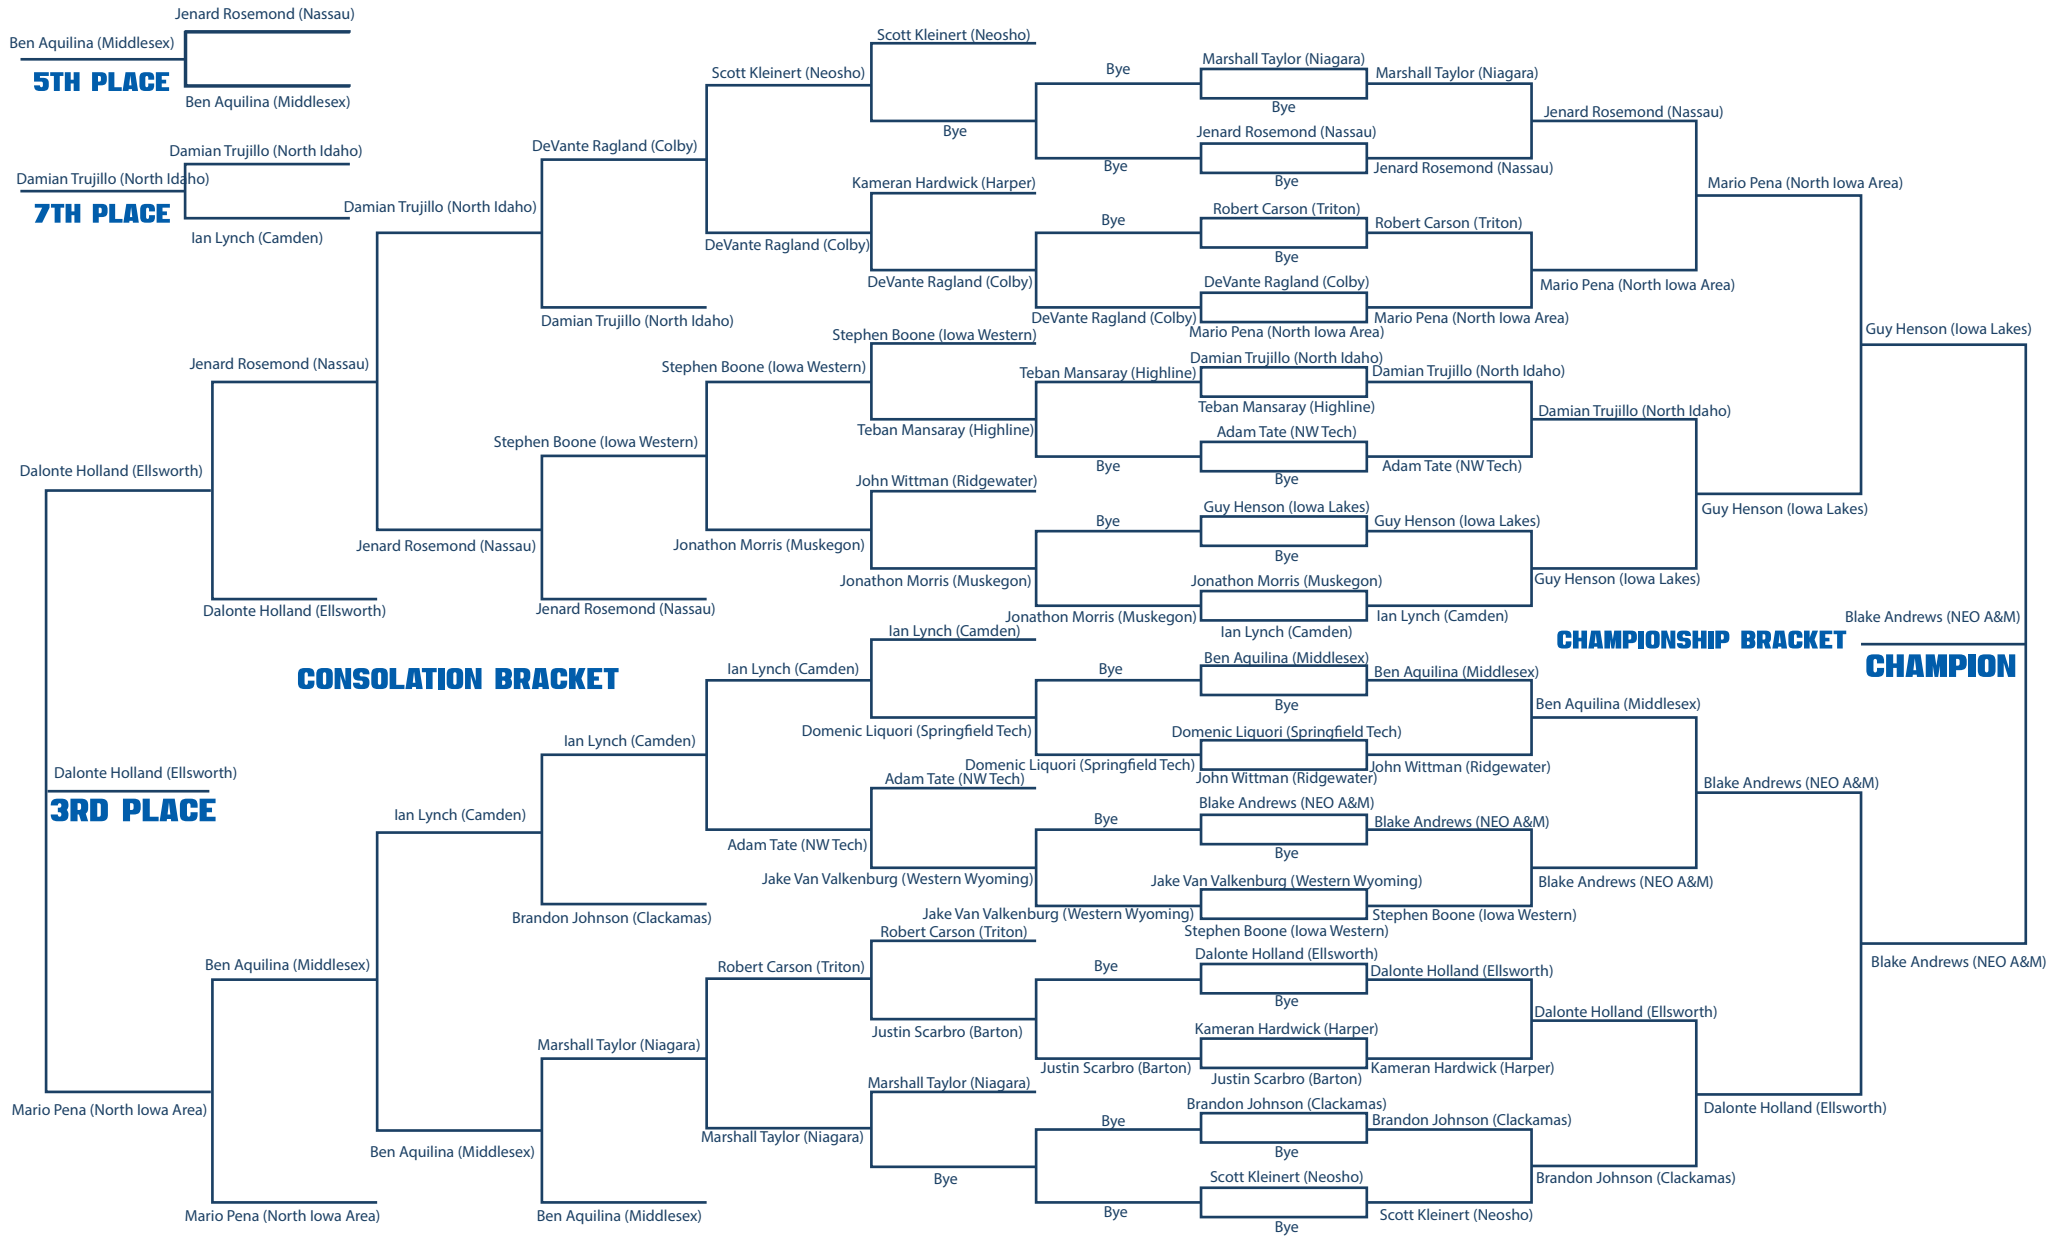 Jenard Rosemond (Nassau)
Ben Aquilina (Middlesex)
5TH PLACE
Ben Aquilina (Middlesex)
Damian Trujillo (North Idaho)
Damian Trujillo (North Idaho)
7TH PLACE
Ian Lynch (Camden)
Dalonte Holland (Ellsworth)
Dalonte Holland (Ellsworth)
3RD PLACE
Mario Pena (North Iowa Area)
Jenard Rosemond (Nassau)
Dalonte Holland (Ellsworth)
CONSOLATION BRACKET
Ben Aquilina (Middlesex)
Mario Pena (North Iowa Area)
Damian Trujillo (North Idaho)
Jenard Rosemond (Nassau)
Ian Lynch (Camden)
Ben Aquilina (Middlesex)
DeVante Ragland (Colby)
Damian Trujillo (North Idaho)
Stephen Boone (Iowa Western)
Jenard Rosemond (Nassau)
Ian Lynch (Camden)
Brandon Johnson (Clackamas)
Marshall Taylor (Niagara)
Ben Aquilina (Middlesex)
Scott Kleinert (Neosho)
DeVante Ragland (Colby)
Stephen Boone (Iowa Western)
Jonathon Morris (Muskegon)
Ian Lynch (Camden)
Adam Tate (NW Tech)
Robert Carson (Triton)
Marshall Taylor (Niagara)
Scott Kleinert (Neosho)
Bye
Kameran Hardwick (Harper)
DeVante Ragland (Colby)
Stephen Boone (Iowa Western)
Teban Mansaray (Highline)
John Wittman (Ridgewater)
Jonathon Morris (Muskegon)
Ian Lynch (Camden)
Domenic Liquori (Springfield Tech)
Adam Tate (NW Tech)
Jake Van Valkenburg (Western Wyoming)
Robert Carson (Triton)
Justin Scarbro (Barton)
Marshall Taylor (Niagara)
Bye
Bye
Bye
Bye
DeVante Ragland (Colby)
Teban Mansaray (Highline)
Bye
Bye
Jonathon Morris (Muskegon)
Bye
Domenic Liquori (Springfield Tech)
Bye
Jake Van Valkenburg (Western Wyoming)
Bye
Justin Scarbro (Barton)
Bye
Bye
Marshall Taylor (Niagara)
Bye
Jenard Rosemond (Nassau)
Bye
Robert Carson (Triton)
Bye
DeVante Ragland (Colby)
Mario Pena (North Iowa Area)
Damian Trujillo (North Idaho)
Teban Mansaray (Highline)
Adam Tate (NW Tech)
Bye
Guy Henson (Iowa Lakes)
Bye
Jonathon Morris (Muskegon)
Ian Lynch (Camden)
Ben Aquilina (Middlesex)
Bye
Domenic Liquori (Springfield Tech)
John Wittman (Ridgewater)
Blake Andrews (NEO A&M)
Bye
Jake Van Valkenburg (Western Wyoming)
Stephen Boone (Iowa Western)
Dalonte Holland (Ellsworth)
Bye
Kameran Hardwick (Harper)
Justin Scarbro (Barton)
Brandon Johnson (Clackamas)
Bye
Scott Kleinert (Neosho)
Bye
Marshall Taylor (Niagara)
Jenard Rosemond (Nassau)
Robert Carson (Triton)
Mario Pena (North Iowa Area)
Damian Trujillo (North Idaho)
Adam Tate (NW Tech)
Guy Henson (Iowa Lakes)
Ian Lynch (Camden)
Ben Aquilina (Middlesex)
John Wittman (Ridgewater)
Blake Andrews (NEO A&M)
Stephen Boone (Iowa Western)
Dalonte Holland (Ellsworth)
Kameran Hardwick (Harper)
Brandon Johnson (Clackamas)
Scott Kleinert (Neosho)
Jenard Rosemond (Nassau)
Mario Pena (North Iowa Area)
Damian Trujillo (North Idaho)
Guy Henson (Iowa Lakes)
Ben Aquilina (Middlesex)
Blake Andrews (NEO A&M)
Dalonte Holland (Ellsworth)
Brandon Johnson (Clackamas)
Mario Pena (North Iowa Area)
Guy Henson (Iowa Lakes)
CHAMPIONSHIP BRACKET
Blake Andrews (NEO A&M)
Dalonte Holland (Ellsworth)
Guy Henson (Iowa Lakes)
Blake Andrews (NEO A&M)
CHAMPION
Blake Andrews (NEO A&M)